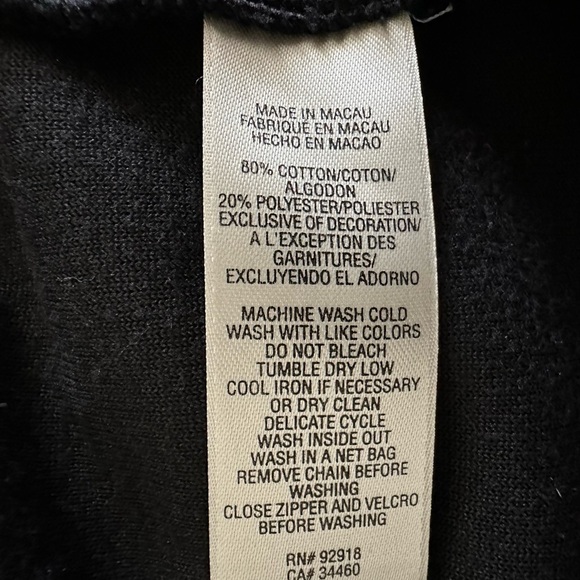 MADE IN MACAU
FABRIQUÉ EN MACAU
HECHO EN MACAO
80% COTTON/COTON/
ALGODON
20% POLYESTER/POLIESTER
EXCLUSIVE OF DECORATION/
A L'EXCEPTION DES
GARNITURES/
EXCLUYENDO EL ADORNO
MACHINE WASH COLD
WASH WITH LIKE COLORS
DO NOT BLEACH
TUMBLE DRY LOW
COOL IRON IF NECESSARY
OR DRY CLEAN
DELICATE CYCLE
WASH INSIDE OUT
WASH IN A NET BAG
REMOVE CHAIN BEFORE
WASHING
CLOSE ZIPPER AND VELCRO
BEFORE WASHING
RN# 92918
CA# 34460